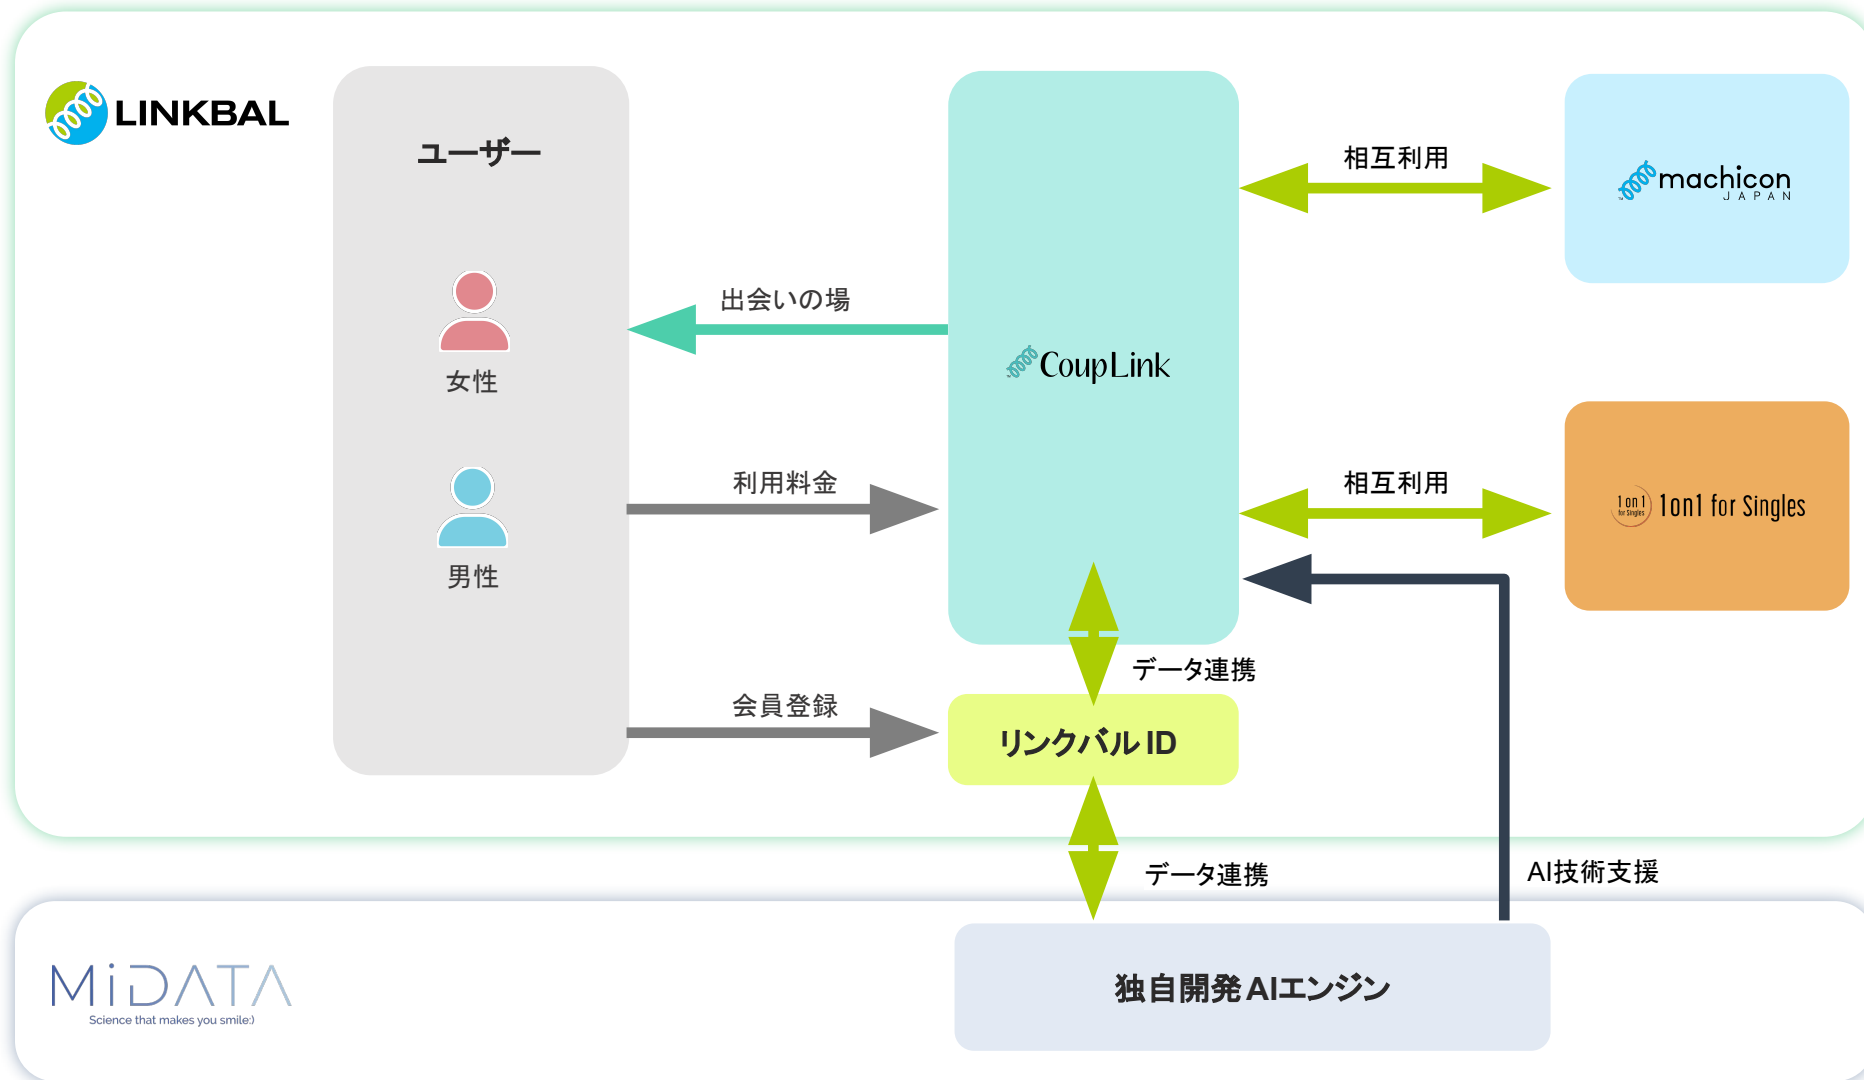 LINKBAL
ユーザー
女性
男性
出会いの場
利用料金
会員登録
CoupLink
相互利用
machicon
JAPAN
相互利用
1on1
for Singles
1on1 for Singles
データ連携
リンクバルID
データ連携
AI技術支援
MiDATA
Science that makes you smile:)
独自開発AIエンジン